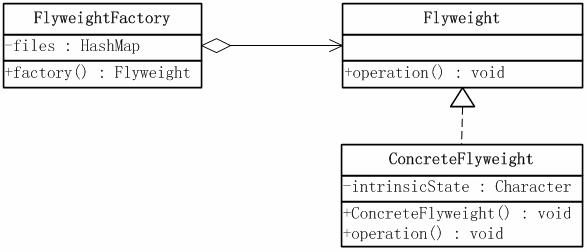 FlyweightFactory
-files : HashMap
+factory() : Flyweight
Flyweight
+operation() : void
ConcreteFlyweight
-intrinsicState : Character
+ConcreteFlyweight() : void
+operation() : void